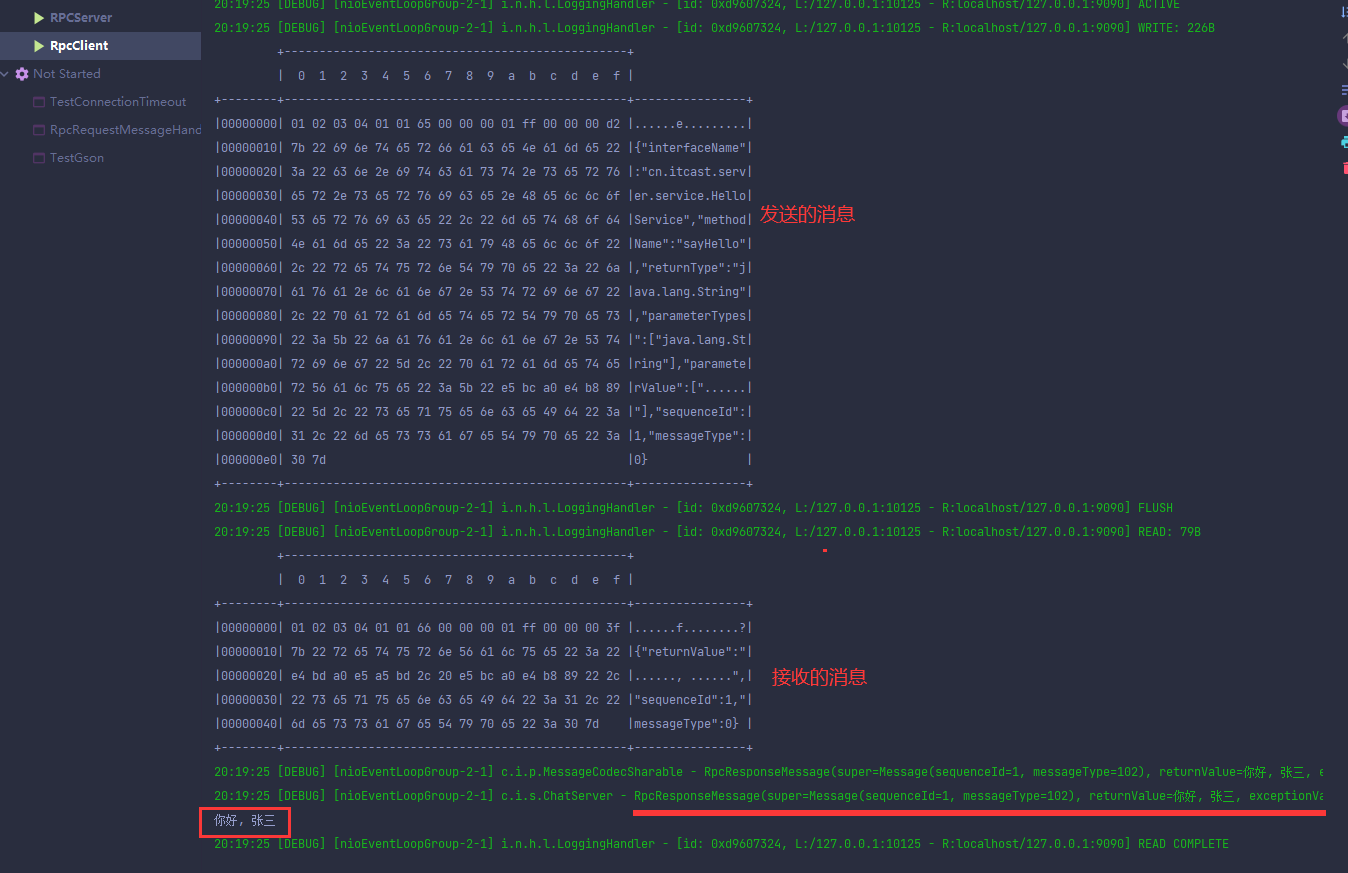 RPCServer
RpcClient
Not Started
TestConnectionTimeout
RpcRequestMessageHand
TestGson
20:19:25 [DEBUG] [nioEventLoopGroup-2-1] i.n.h.l.LoggingHandler - [id: 0xd9607324, L:/127.0.0.1:10125 - R:localhost/127.0.0.1:9090] ACTIVE
20:19:25 [DEBUG] [nioEventLoopGroup-2-1] i.n.h.l.LoggingHandler - [id: 0xd9607324, L:/127.0.0.1:10125 - R:localhost/127.0.0.1:9090] WRITE: 226B
+-------------------------------------------------+
| 0 1 2 3 4 5 6 7 8 9 a b c d e f |
+--------+-------------------------------------------------+----------------+
|00000000| 01 02 03 04 01 01 65 00 00 00 01 ff 00 00 00 d2 |......e.........|
|00000010| 7b 22 69 6e 74 65 72 66 61 63 65 4e 61 6d 65 22 |{"interfaceName"|
|00000020| 3a 22 63 6e 2e 69 74 63 61 73 74 2e 73 65 72 76 |:"cn.itcast.serv|
|00000030| 65 72 2e 73 65 72 76 69 63 65 2e 48 65 6c 6c 6f |er.service.Hello|
|00000040| 53 65 72 76 69 63 65 22 2c 22 6d 65 74 68 6f 64 |Service","method|
发送的消息
|00000050| 4e 61 6d 65 22 3a 22 73 61 79 48 65 6c 6c 6f 22 |Name":"sayHello"|
|00000060| 2c 22 72 65 74 75 72 6e 54 79 70 65 22 3a 22 6a |,"returnType":"j|
|00000070| 61 76 61 2e 6c 61 6e 67 2e 53 74 72 69 6e 67 22 |ava.lang.String"|
|00000080| 2c 22 70 61 72 61 6d 65 74 65 72 54 79 70 65 73 |,"parameterTypes|
|00000090| 22 3a 5b 22 6a 61 76 61 2e 6c 61 6e 67 2e 53 74 |":["java.lang.St|
|000000a0| 72 69 6e 67 22 5d 2c 22 70 61 72 61 6d 65 74 65 |ring"],"paramete|
|000000b0| 72 56 61 6c 75 65 22 3a 5b 22 e5 bc a0 e4 b8 89 |rValue":["......|
|000000c0| 22 5d 2c 22 73 65 71 75 65 6e 63 65 49 64 22 3a |"],"sequenceId":|
|000000d0| 31 2c 22 6d 65 73 73 61 67 65 54 79 70 65 22 3a |1,"messageType":|
|000000e0| 30 7d |0} |
+--------+-------------------------------------------------+----------------+
20:19:25 [DEBUG] [nioEventLoopGroup-2-1] i.n.h.l.LoggingHandler - [id: 0xd9607324, L:/127.0.0.1:10125 - R:localhost/127.0.0.1:9090] FLUSH
20:19:25 [DEBUG] [nioEventLoopGroup-2-1] i.n.h.l.LoggingHandler - [id: 0xd9607324, L:/127.0.0.1:10125 - R:localhost/127.0.0.1:9090] READ: 79B
+-------------------------------------------------+
| 0 1 2 3 4 5 6 7 8 9 a b c d e f |
+--------+-------------------------------------------------+----------------+
|00000000| 01 02 03 04 01 01 66 00 00 00 01 ff 00 00 00 3f |......f........?|
|00000010| 7b 22 72 65 74 75 72 6e 56 61 6c 75 65 22 3a 22 |{"returnValue":"|
|00000020| e4 bd a0 e5 a5 bd 2c 20 e5 bc a0 e4 b8 89 22 2c |......, ......",|
接收的消息
|00000030| 22 73 65 71 75 65 6e 63 65 49 64 22 3a 31 2c 22 |"sequenceId":1,"|
|00000040| 6d 65 73 73 61 67 65 54 79 70 65 22 3a 30 7d |messageType":0} |
+--------+-------------------------------------------------+----------------+
20:19:25 [DEBUG] [nioEventLoopGroup-2-1] c.i.p.MessageCodecSharable - RpcResponseMessage(super=Message(sequenceId=1, messageType=102), returnValue=你好, 张三, e
20:19:25 [DEBUG] [nioEventLoopGroup-2-1] c.i.s.ChatServer - RpcResponseMessage(super=Message(sequenceId=1, messageType=102), returnValue=你好, 张三, exceptionVa
你好, 张三
20:19:25 [DEBUG] [nioEventLoopGroup-2-1] i.n.h.l.LoggingHandler - [id: 0xd9607324, L:/127.0.0.1:10125 - R:localhost/127.0.0.1:9090] READ COMPLETE